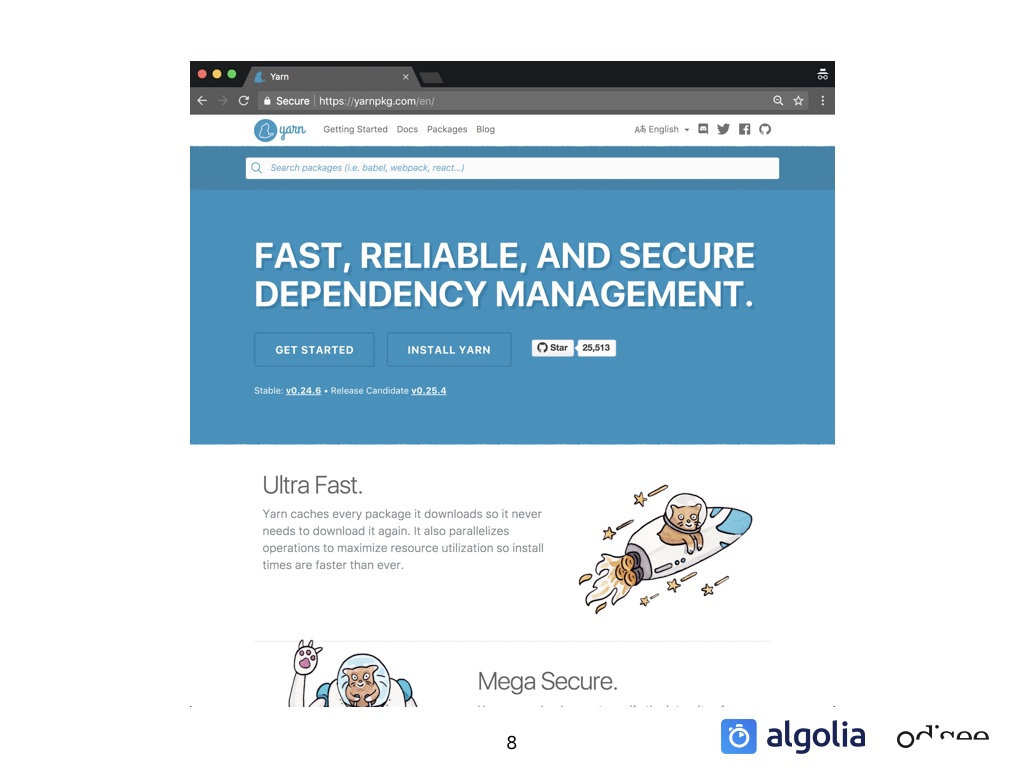 Yarn
Secure https://yarnpkg.com/en/
yarn Getting Started Docs Packages Blog English
Search packages (i.e. babel, webpack, react...)
FAST, RELIABLE, AND SECURE
DEPENDENCY MANAGEMENT.
GET STARTED INSTALL YARN Star 25,513
Stable: v0.24.6 • Release Candidate v0.25.4
Ultra Fast.
Yarn caches every package it downloads so it never
needs to download it again. It also parallelizes
operations to maximize resource utilization so install
times are faster than ever.
Mega Secure.
8
algolia
odisee